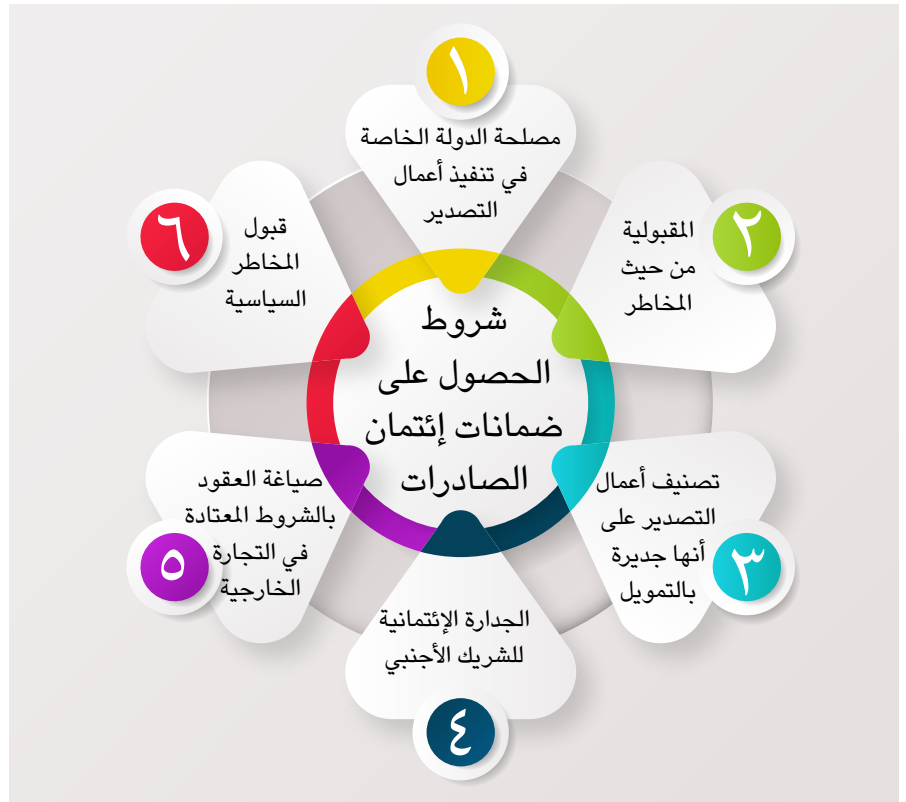 شروط
الحصول على
ضمانات إئتمان
الصادرات
١
مصلحة الدولة الخاصة
في تنفيذ أعمال
التصدير
٢
المقبولية
من حيث
المخاطر
٣
تصنيف أعمال
التصدير على
أنها جديرة
بالتمويل
٤
الجدارة الإئتمانية
للشريك الأجنبي
٥
صياغة العقود
بالشروط المعتادة
في التجارة
الخارجية
٦
قبول
المخاطر
السياسية